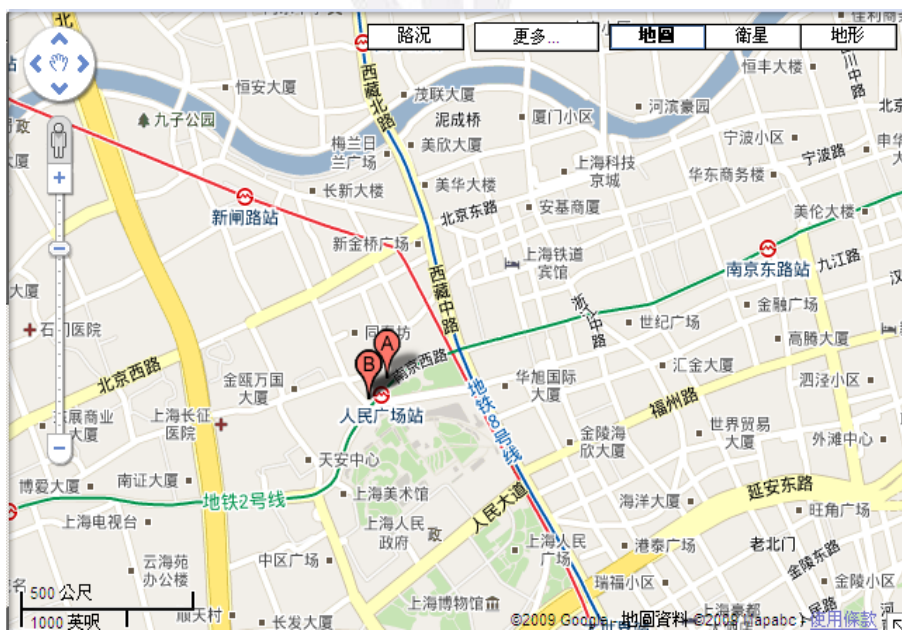 北
路況
更多...
地圖
衛星
地形
恒丰大楼
恒安大厦
茂联大厦
西藏北路
九子公园
泥成桥
厦门小区
河滨豪园
梅兰日
兰广场
美欣大厦
宁波小区
宁波路
上海科技
京城
华东商务楼
长新大楼
美华大楼
新闸路站
北京东路
安基商厦
美伦大楼
新金桥广场
上海铁道
宾馆
南京东路站
九江路
西藏中路
浙江中路
金融广场
石门医院
世纪广场
高腾大厦
A
B
南京西路
北京西路
金瓯万国
大厦
华旭国际
大厦
汇金大厦
泗泾小区
人民广场站
地铁8号线
福州路
上海长征
医院
世界贸易
大厦
金陵海
欣大厦
外滩中心
天安中心
博爱大厦
南证大厦
地铁2号线
上海美术馆
人民大道
海洋大厦
延安东路
旺角广场
上海电视台
上海人民
政府
政
上海人民
广场
港泰广场
老北门
金陵东路
云海苑
办公楼
中区广场
瑞福小区
金陵小区
500 公尺
1000 英呎
顺天村
长发大厦
上海博物馆
上海豪都
©2009 Google - 地圖資料 ©2009 Mapabc - 使用條款